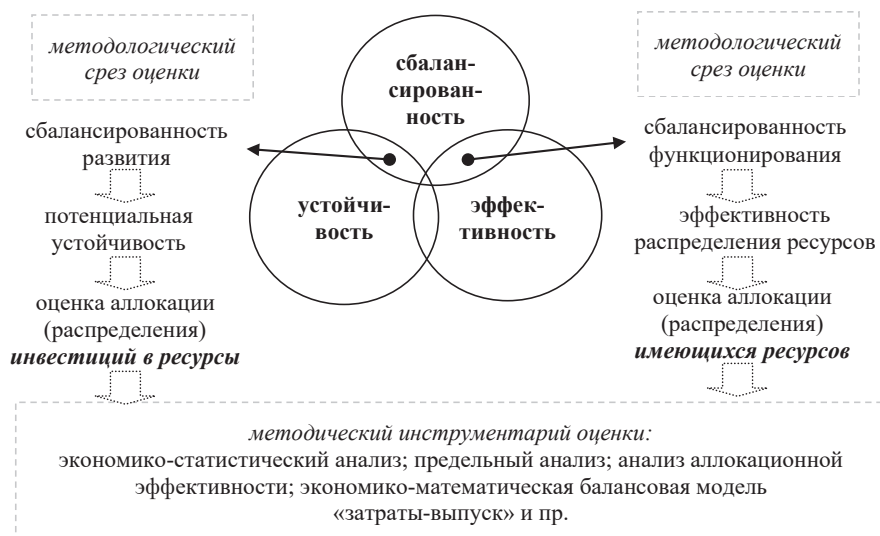 методологический
срез оценки
сбалансированность
развития
потенциальная
устойчивость
оценка аллокации
(распределения)
инвестиций в ресурсы
сбалан-
сирован-
ность
устойчи-
вость
эффек-
тивность
методологический
срез оценки
сбалансированность
функционирования
эффективность
распределения ресурсов
оценка аллокации
(распределения)
имеющихся ресурсов
методический инструментарий оценки:
экономико-статистический анализ; предельный анализ; анализ аллокационной
эффективности; экономико-математическая балансовая модель
«затраты-выпуск» и пр.